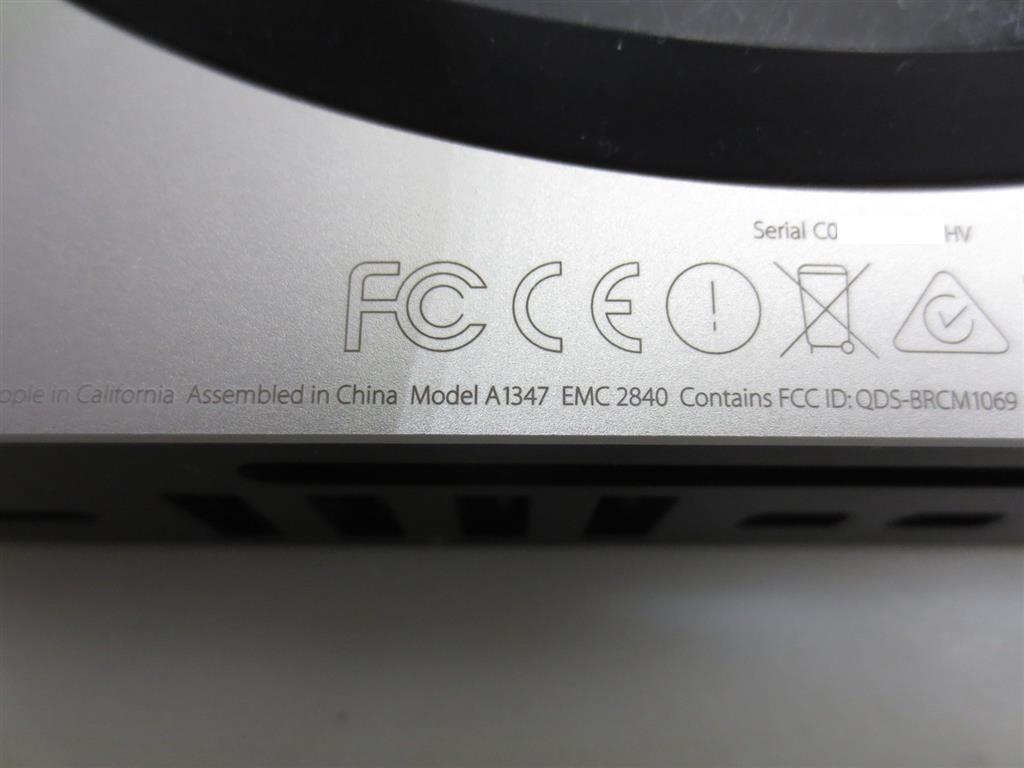 Serial C0 HV
FC CE
pple in California Assembled in China Model A1347 EMC 2840 Contains FCC ID: QDS-BRCM1069